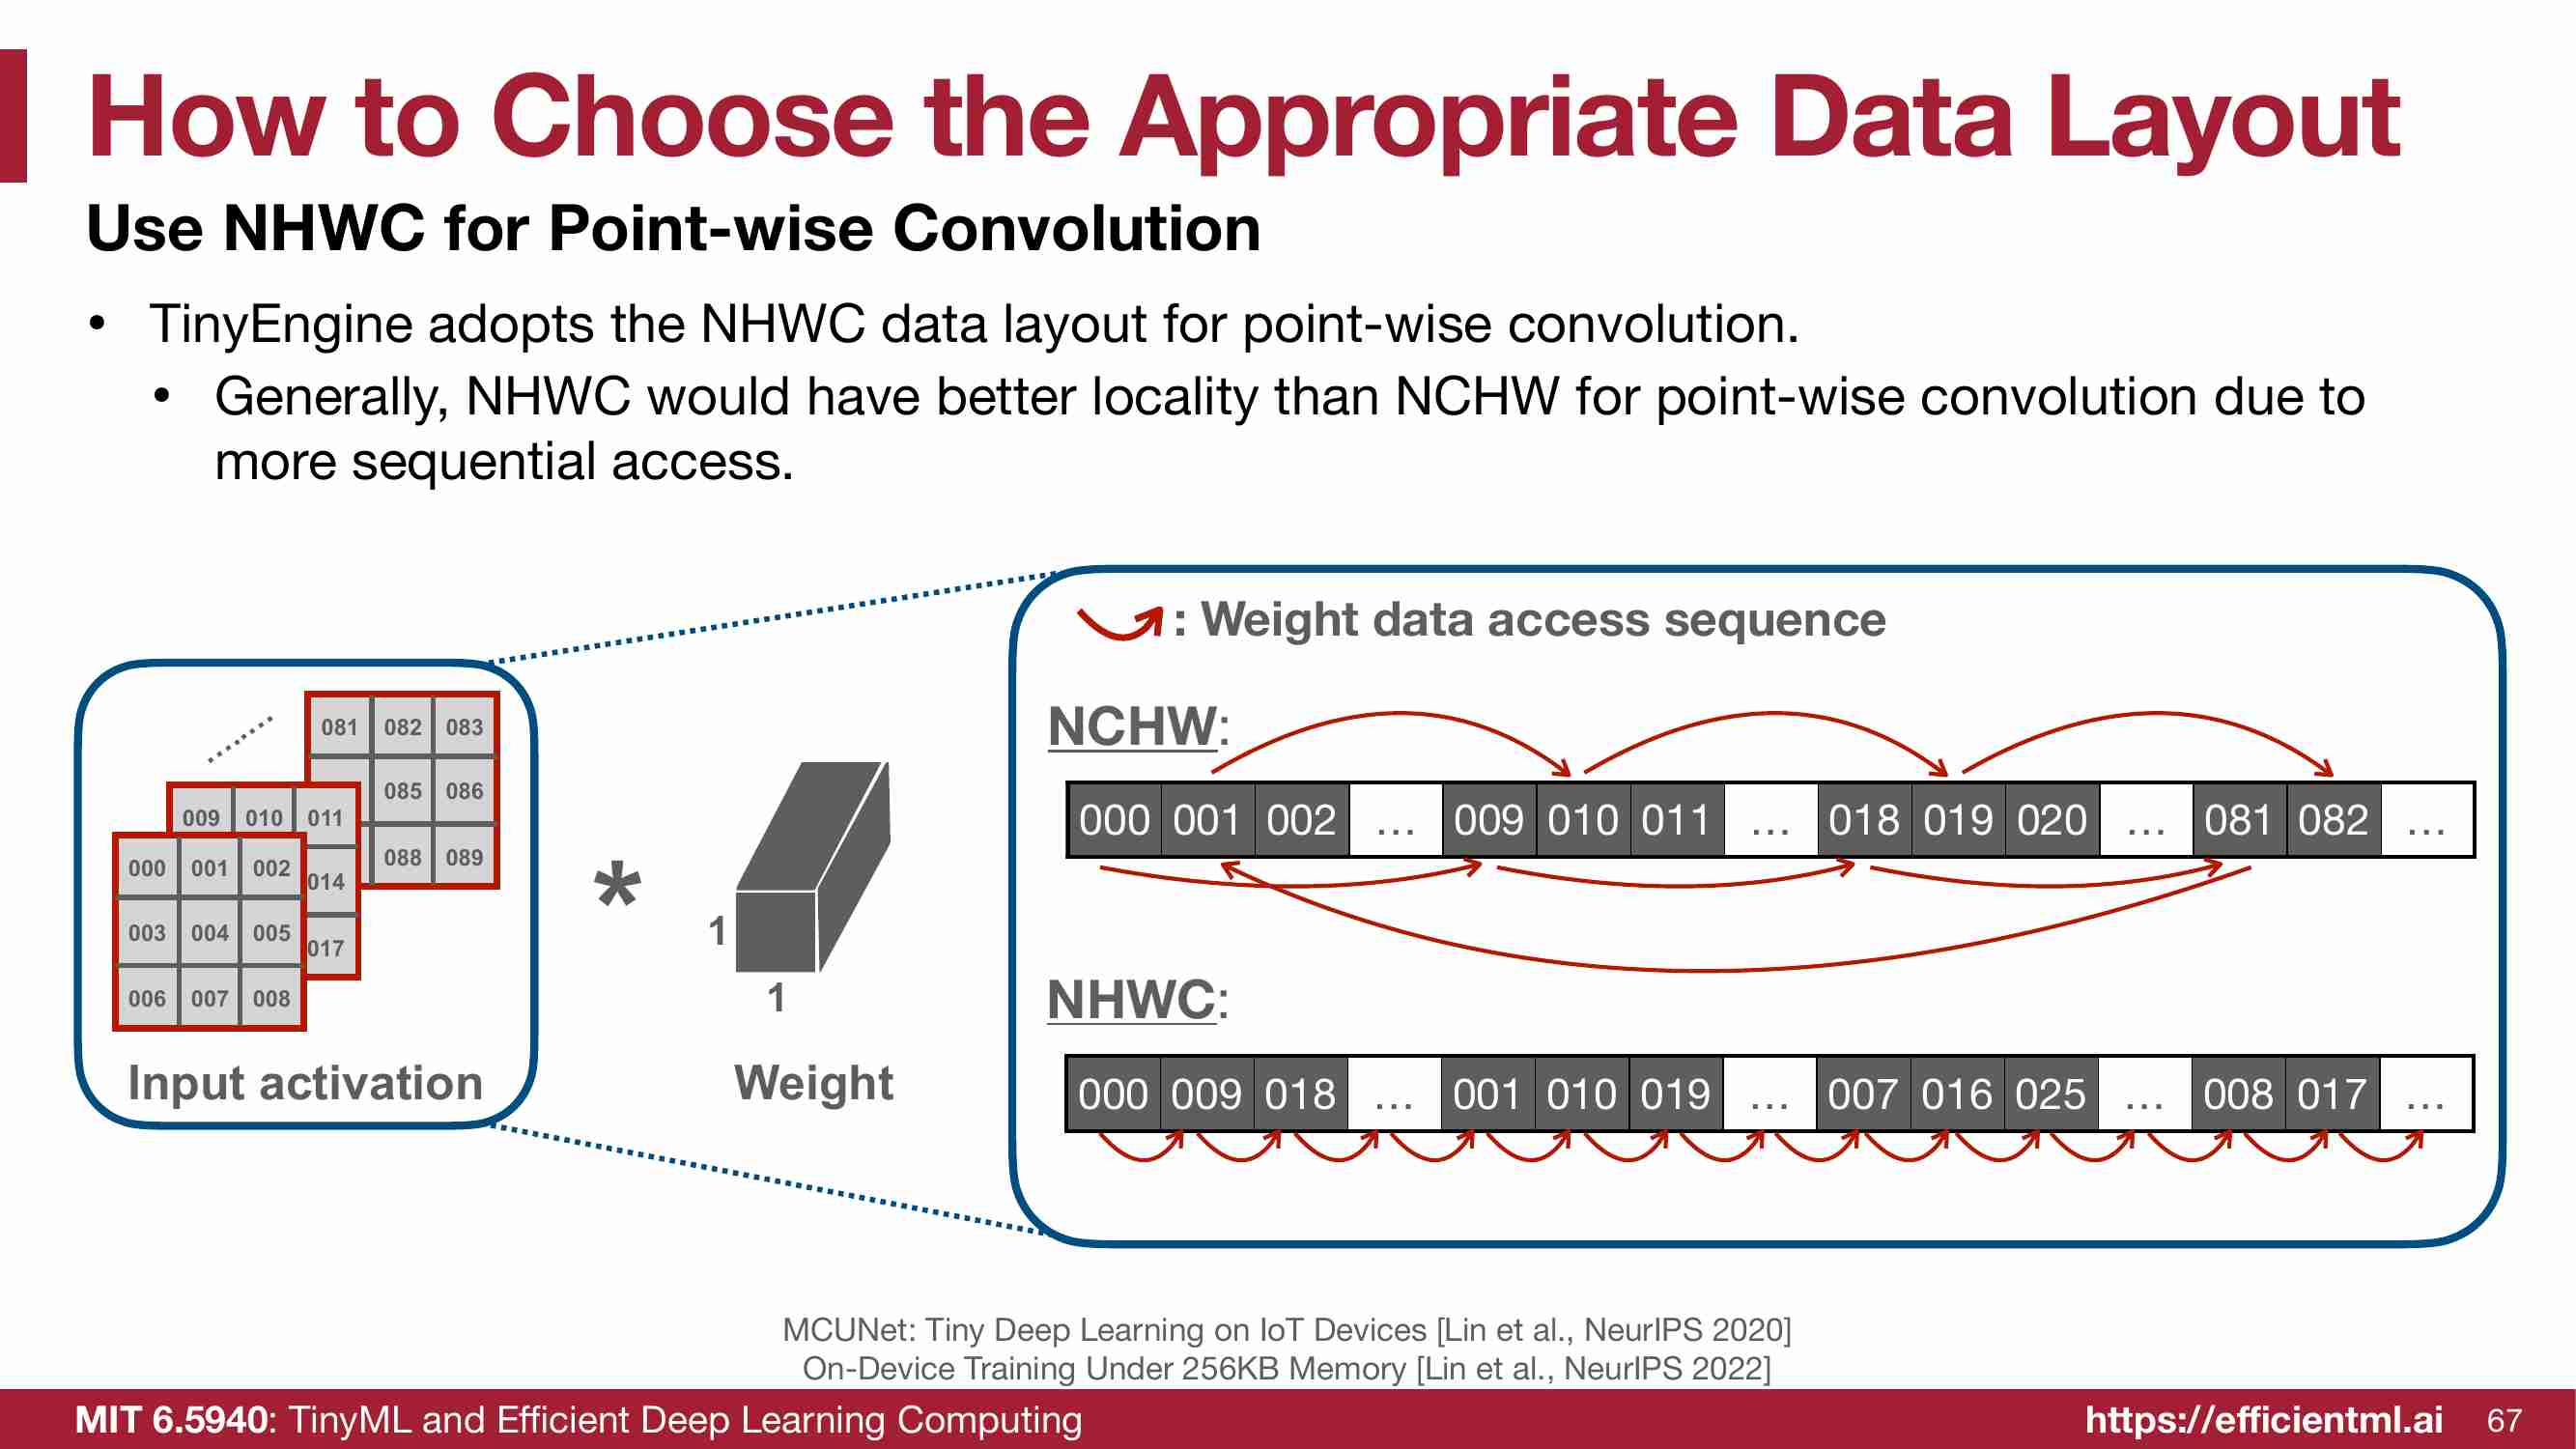 How to Choose the Appropriate Data Layout
Use NHWC for Point-wise Convolution
• TinyEngine adopts the NHWC data layout for point-wise convolution.
• Generally, NHWC would have better locality than NCHW for point-wise convolution due to
more sequential access.
081 082 083
085 086
088 089
009 010 011
014
017
000 001 002
003 004 005
006 007 008
Input activation
*
1
1
Weight
: Weight data access sequence
NCHW:
000 001 002 ... 009 010 011 ... 018 019 020 ... 081 082 ...
NHWC:
000 009 018 ... 001 010 019 ... 007 016 025 ... 008 017 ...
MCUNet: Tiny Deep Learning on IoT Devices [Lin et al., NeurIPS 2020]
On-Device Training Under 256KB Memory [Lin et al., NeurIPS 2022]
MIT 6.5940: TinyML and Efficient Deep Learning Computing
https://efficientml.ai 67